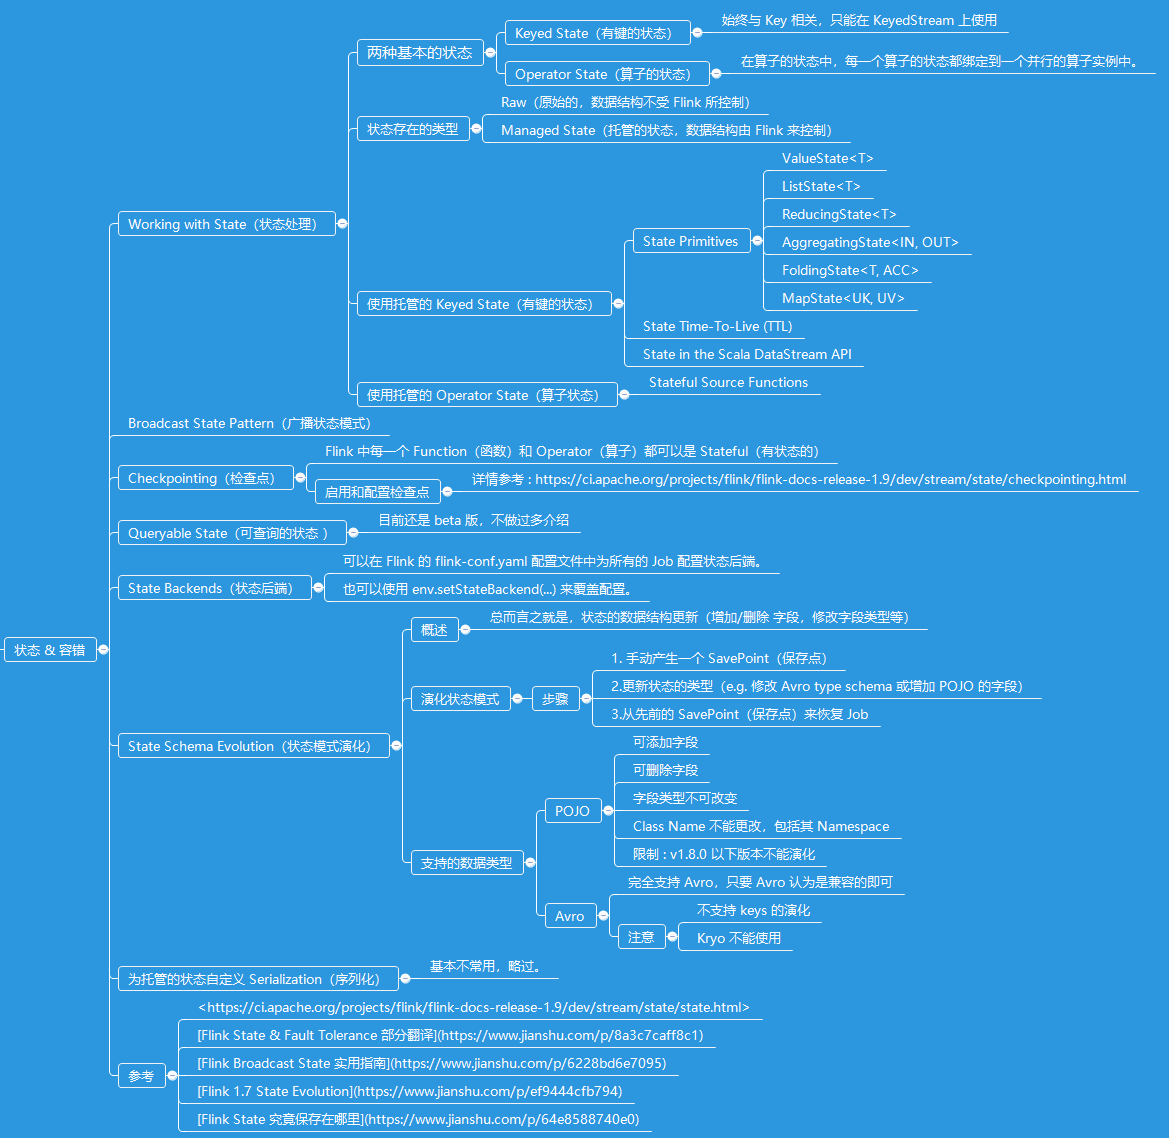 状态 & 容错
Working with State（状态处理）
两种基本的状态
Keyed State（有键的状态）
始终与 Key 相关，只能在 KeyedStream 上使用
Operator State（算子的状态）
在算子的状态中，每一个算子的状态都绑定到一个并行的算子实例中。
状态存在的类型
Raw（原始的，数据结构不受 Flink 所控制）
Managed State（托管的状态，数据结构由 Flink 来控制）
使用托管的 Keyed State（有键的状态）
State Primitives
ValueState<T>
ListState<T>
ReducingState<T>
AggregatingState<IN, OUT>
FoldingState<T, ACC>
MapState<UK, UV>
State Time-To-Live (TTL)
State in the Scala DataStream API
使用托管的 Operator State（算子状态）
Stateful Source Functions
Broadcast State Pattern（广播状态模式）
Checkpointing（检查点）
Flink 中每一个 Function（函数）和 Operator（算子）都可以是 Stateful（有状态的）
启用和配置检查点
详情参考 : https://ci.apache.org/projects/flink/flink-docs-release-1.9/dev/stream/state/checkpointing.html
Queryable State（可查询的状态 ）
目前还是 beta 版，不做过多介绍
State Backends（状态后端）
可以在 Flink 的 flink-conf.yaml 配置文件中为所有的 Job 配置状态后端。
也可以使用 env.setStateBackend(...) 来覆盖配置。
State Schema Evolution（状态模式演化）
概述
总而言之就是，状态的数据结构更新（增加/删除 字段，修改字段类型等）
演化状态模式
步骤
1. 手动产生一个 SavePoint（保存点）
2.更新状态的类型（e.g. 修改 Avro type schema 或增加 POJO 的字段）
3.从先前的 SavePoint（保存点）来恢复 Job
支持的数据类型
POJO
可添加字段
可删除字段
字段类型不可改变
Class Name 不能更改，包括其 Namespace
限制 : v1.8.0 以下版本不能演化
Avro
完全支持 Avro，只要 Avro 认为是兼容的即可
注意
不支持 keys 的演化
Kryo 不能使用
为托管的状态自定义 Serialization（序列化）
基本不常用，略过。
参考
<https://ci.apache.org/projects/flink/flink-docs-release-1.9/dev/stream/state/state.html>
[Flink State & Fault Tolerance 部分翻译](https://www.jianshu.com/p/8a3c7caff8c1)
[Flink Broadcast State 实用指南](https://www.jianshu.com/p/6228bd6e7095)
[Flink 1.7 State Evolution](https://www.jianshu.com/p/ef9444cfb794)
[Flink State 究竟保存在哪里](https://www.jianshu.com/p/64e8588740e0)